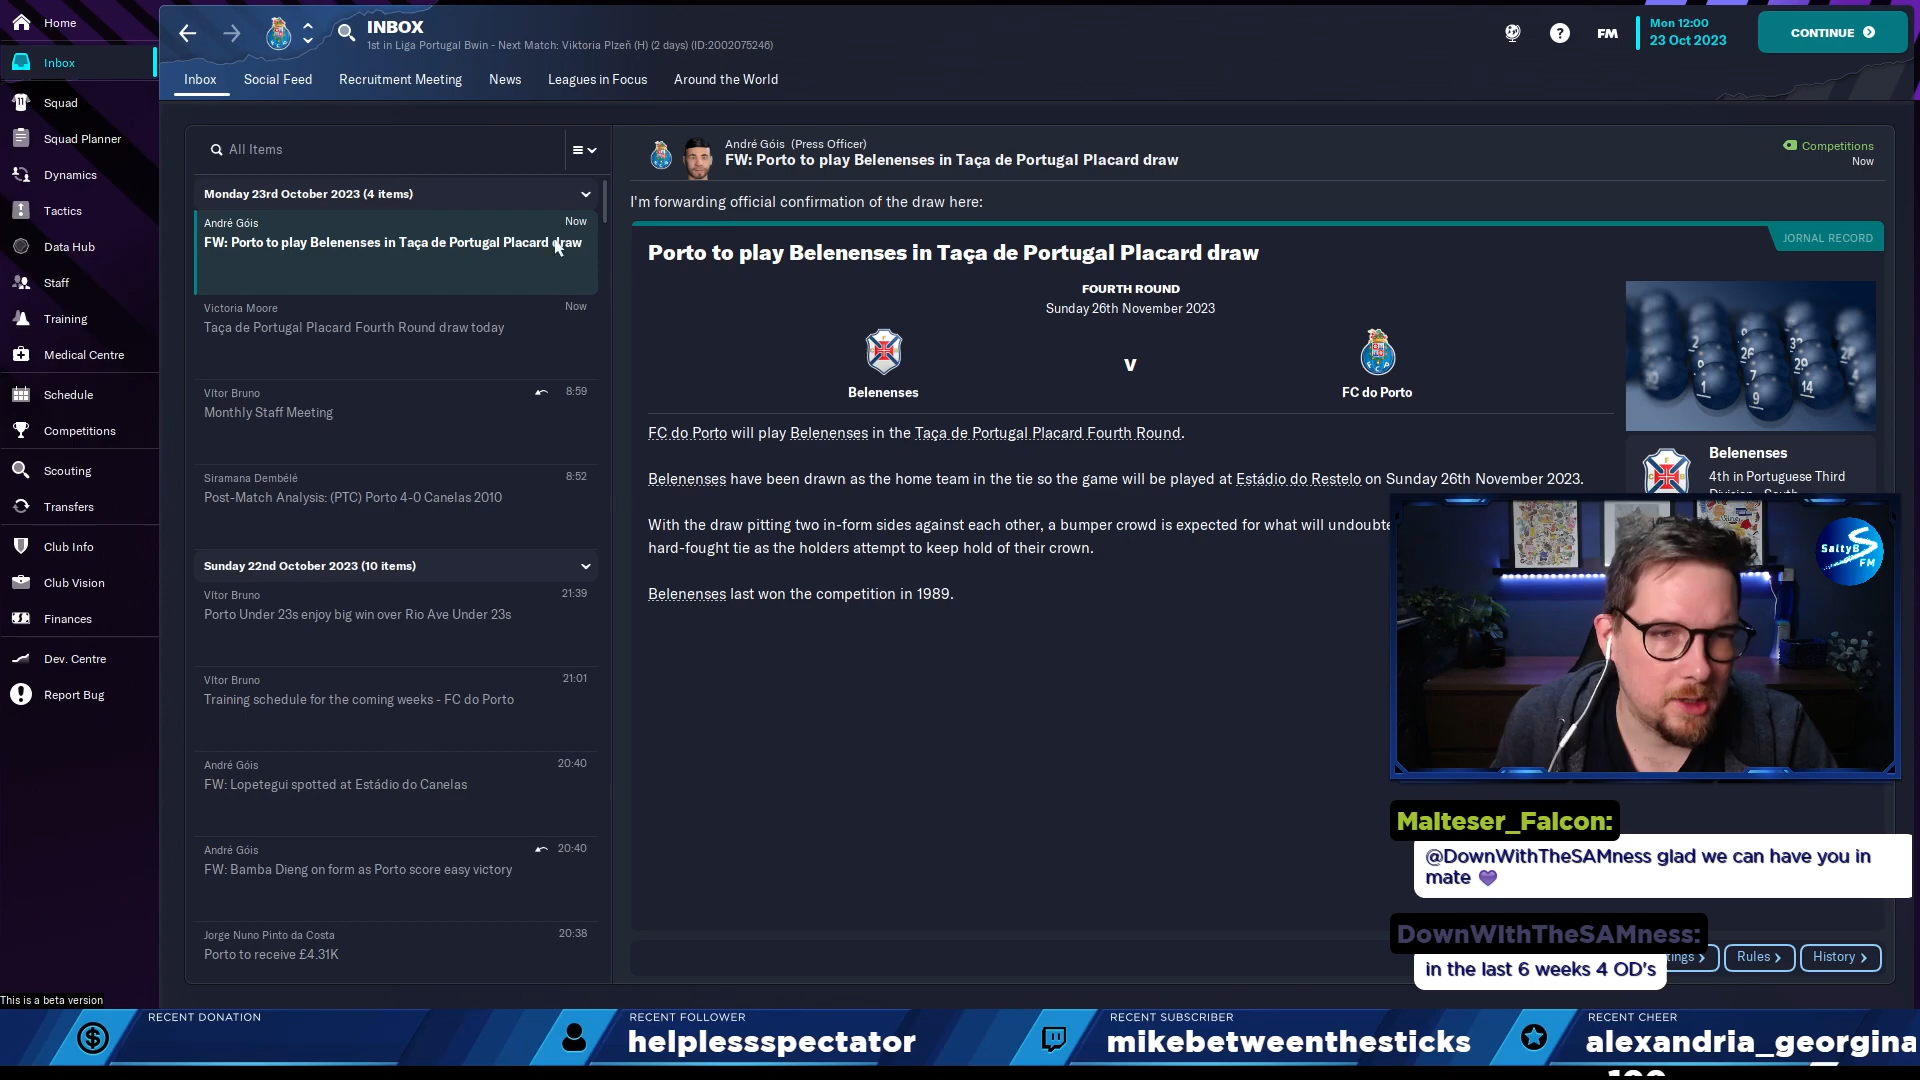 Home
Inbox
Squad
Squad Planner
Dynamics
Tactics
Data Hub
Staff
Training
Medical Centre
Schedule
Competitions
Scouting
Transfers
Club Info
Club Vision
Finances
Dev. Centre
Report Bug
This is a beta version
INBOX
1st in Liga Portugal Bwin - Next Match: Viktoria Plzeň (H) (2 days) (ID:2002075246)
FM
Mon 12:00
23 Oct 2023
CONTINUE
Inbox Social Feed Recruitment Meeting News Leagues in Focus Around the World
All Items
Monday 23rd October 2023 (4 items)
André Góis Now
FW: Porto to play Belenenses in Taça de Portugal Placard draw
Victoria Moore Now
Taça de Portugal Placard Fourth Round draw today
Vítor Bruno 8:59
Monthly Staff Meeting
Siramana Dembélé 8:52
Post-Match Analysis: (PTC) Porto 4-0 Canelas 2010
Sunday 22nd October 2023 (10 items)
Vítor Bruno 21:39
Porto Under 23s enjoy big win over Rio Ave Under 23s
Vítor Bruno 21:01
Training schedule for the coming weeks - FC do Porto
André Góis 20:40
FW: Lopetegui spotted at Estádio do Canelas
André Góis 20:40
FW: Bamba Dieng on form as Porto score easy victory
Jorge Nuno Pinto da Costa 20:38
Porto to receive £4.31K
André Góis (Press Officer)
FW: Porto to play Belenenses in Taça de Portugal Placard draw
Competitions
Now
I'm forwarding official confirmation of the draw here:
JORNAL RECORD
Porto to play Belenenses in Taça de Portugal Placard draw
FOURTH ROUND
Sunday 26th November 2023
v
Belenenses FC do Porto
FC do Porto will play Belenenses in the Taça de Portugal Placard Fourth Round.
Belenenses have been drawn as the home team in the tie so the game will be played at Estádio do Restelo on Sunday 26th November 2023.
With the draw pitting two in-form sides against each other, a bumper crowd is expected for what will
hard-fought tie as the holders attempt to keep hold of their crown.
Belenenses last won the competition in 1989.
Belenenses
4th in Portuguese Third
SaltyB
FM
Malteser_Falcon:
@DownWithTheSAMness glad we can have you in
mate 💜
DownWIthTheSAMness:
in the last 6 weeks 4 OD's
Rules
History
RECENT DONATION
RECENT FOLLOWER
helplessspectator
RECENT SUBSCRIBER
mikebetweenthesticks
RECENT CHEER
alexandria_georgina